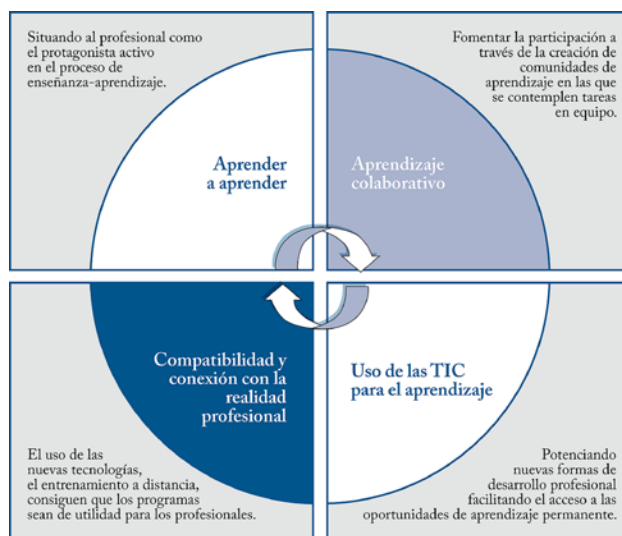 Situando al profesional como
el protagonista activo
en el proceso de
enseñanza-aprendizaje.
Fomentar la participación a
través de la creación de
comunidades de
aprendizaje en las que
se contemplen tareas
en equipo.
Aprender
a aprender
Aprendizaje
colaborativo
Compatibilidad y
conexión con la
realidad
profesional
Uso de las TIC
para el aprendizaje
El uso de las
nuevas tecnologías,
el entrenamiento a distancia,
consiguen que los programas
sean de utilidad para los profesionales.
Potenciando
nuevas formas de
desarrollo profesional
facilitando el acceso a las
oportunidades de aprendizaje permanente.